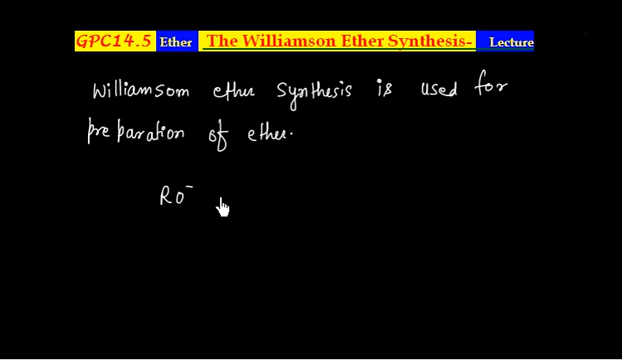 GPC14.5 Ether The Williamson Ether Synthesis- Lecture
Williamson ether synthesis is used for
preparation of ether.
RO⁻